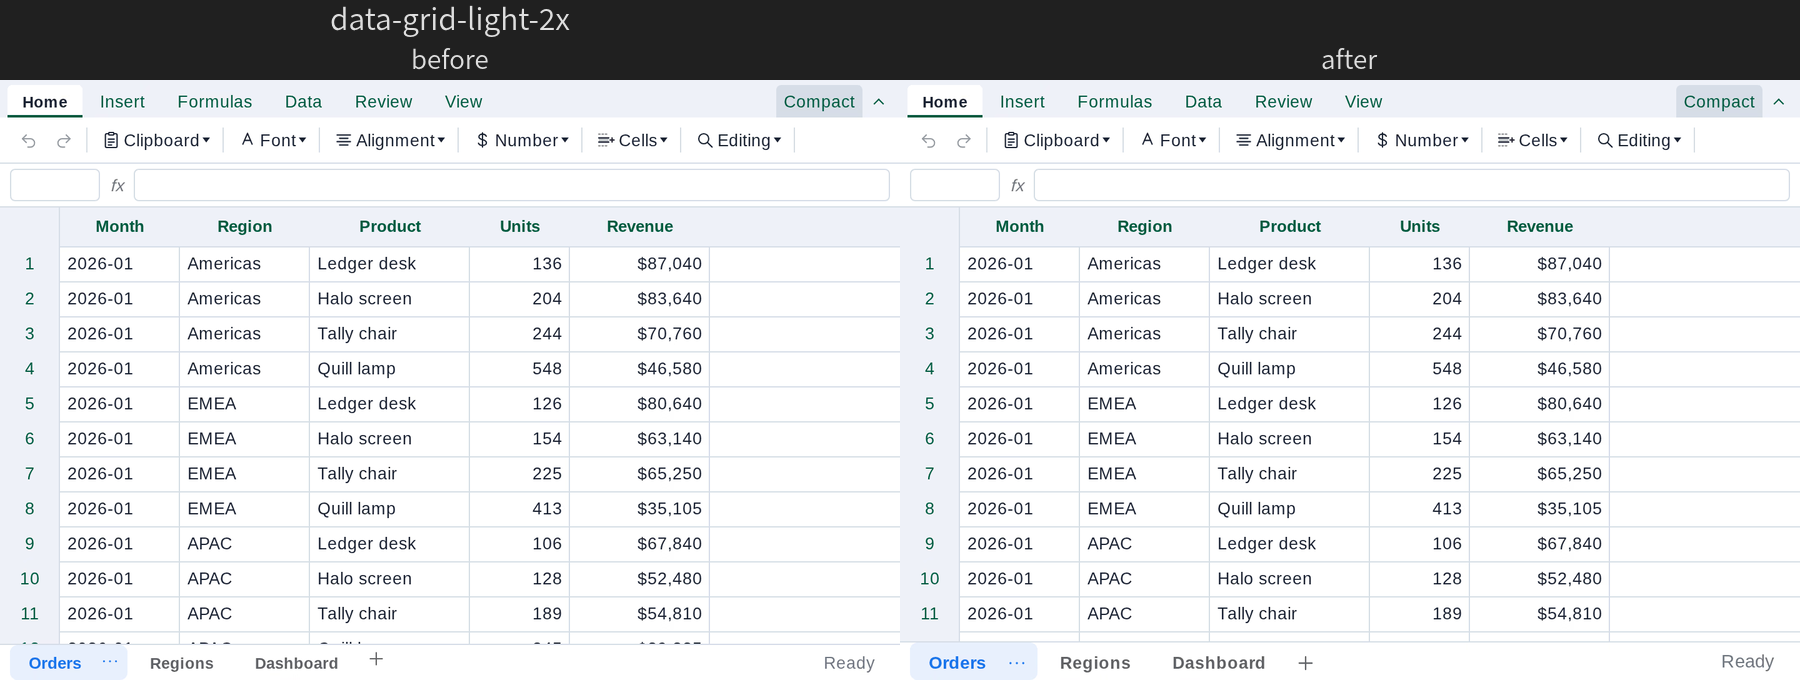 data-grid-light-2x
before
after
Home Insert Formulas Data Review View Compact
Clipboard Font Alignment $ Number Cells Editing
fx
Month Region Product Units Revenue
1 2026-01 Americas Ledger desk 136 $87,040
2 2026-01 Americas Halo screen 204 $83,640
3 2026-01 Americas Tally chair 244 $70,760
4 2026-01 Americas Quill lamp 548 $46,580
5 2026-01 EMEA Ledger desk 126 $80,640
6 2026-01 EMEA Halo screen 154 $63,140
7 2026-01 EMEA Tally chair 225 $65,250
8 2026-01 EMEA Quill lamp 413 $35,105
9 2026-01 APAC Ledger desk 106 $67,840
10 2026-01 APAC Halo screen 128 $52,480
11 2026-01 APAC Tally chair 189 $54,810
Orders ... Regions Dashboard + Ready
Home Insert Formulas Data Review View Compact
Clipboard Font Alignment $ Number Cells Editing
fx
Month Region Product Units Revenue
1 2026-01 Americas Ledger desk 136 $87,040
2 2026-01 Americas Halo screen 204 $83,640
3 2026-01 Americas Tally chair 244 $70,760
4 2026-01 Americas Quill lamp 548 $46,580
5 2026-01 EMEA Ledger desk 126 $80,640
6 2026-01 EMEA Halo screen 154 $63,140
7 2026-01 EMEA Tally chair 225 $65,250
8 2026-01 EMEA Quill lamp 413 $35,105
9 2026-01 APAC Ledger desk 106 $67,840
10 2026-01 APAC Halo screen 128 $52,480
11 2026-01 APAC Tally chair 189 $54,810
Orders ... Regions Dashboard + Ready